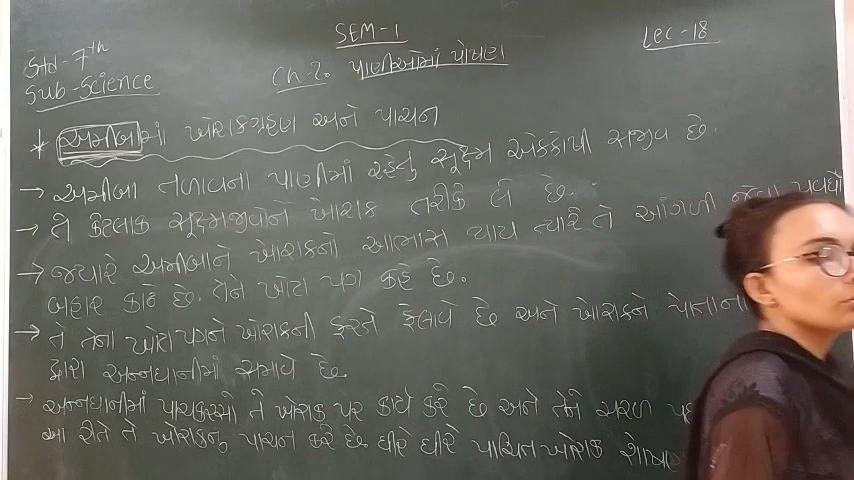 SEM-1
Lec-18
Std-7th
Sub-Science
Ch-2. પ્રાણીઓમાં પોષણ
* અમીબામાં ખોરાકગ્રહણ અને પાચન
→ અમીબા તળાવના પાણીમાં રહેતું સૂક્ષ્મ એકકોષી સજીવ છે.
→ તે કેટલાક સૂક્ષ્મજીવોને ખોરાક તરીકે લે છે.
→ જ્યારે અમીબાને ખોરાકનો આભાસ થાય ત્યારે તે આંગળી જેવા પ્રવર્ધો
બહાર કાઢે છે. તેને ખોટા પગ કહે છે.
→ તે તેના ખોટા પગને ખોરાકની ફરતે ફેલાવે છે અને ખોરાકને પોતાના
દ્વારા અન્નધાનીમાં સમાવે છે.
→ અન્નધાનીમાં પાચકરસો તે ખોરાક પર કાર્ય કરે છે અને તેને સરળ
આ રીતે તે ખોરાકનું પાચન કરે છે. ધીરે ધીરે પાચિત ખોરાક